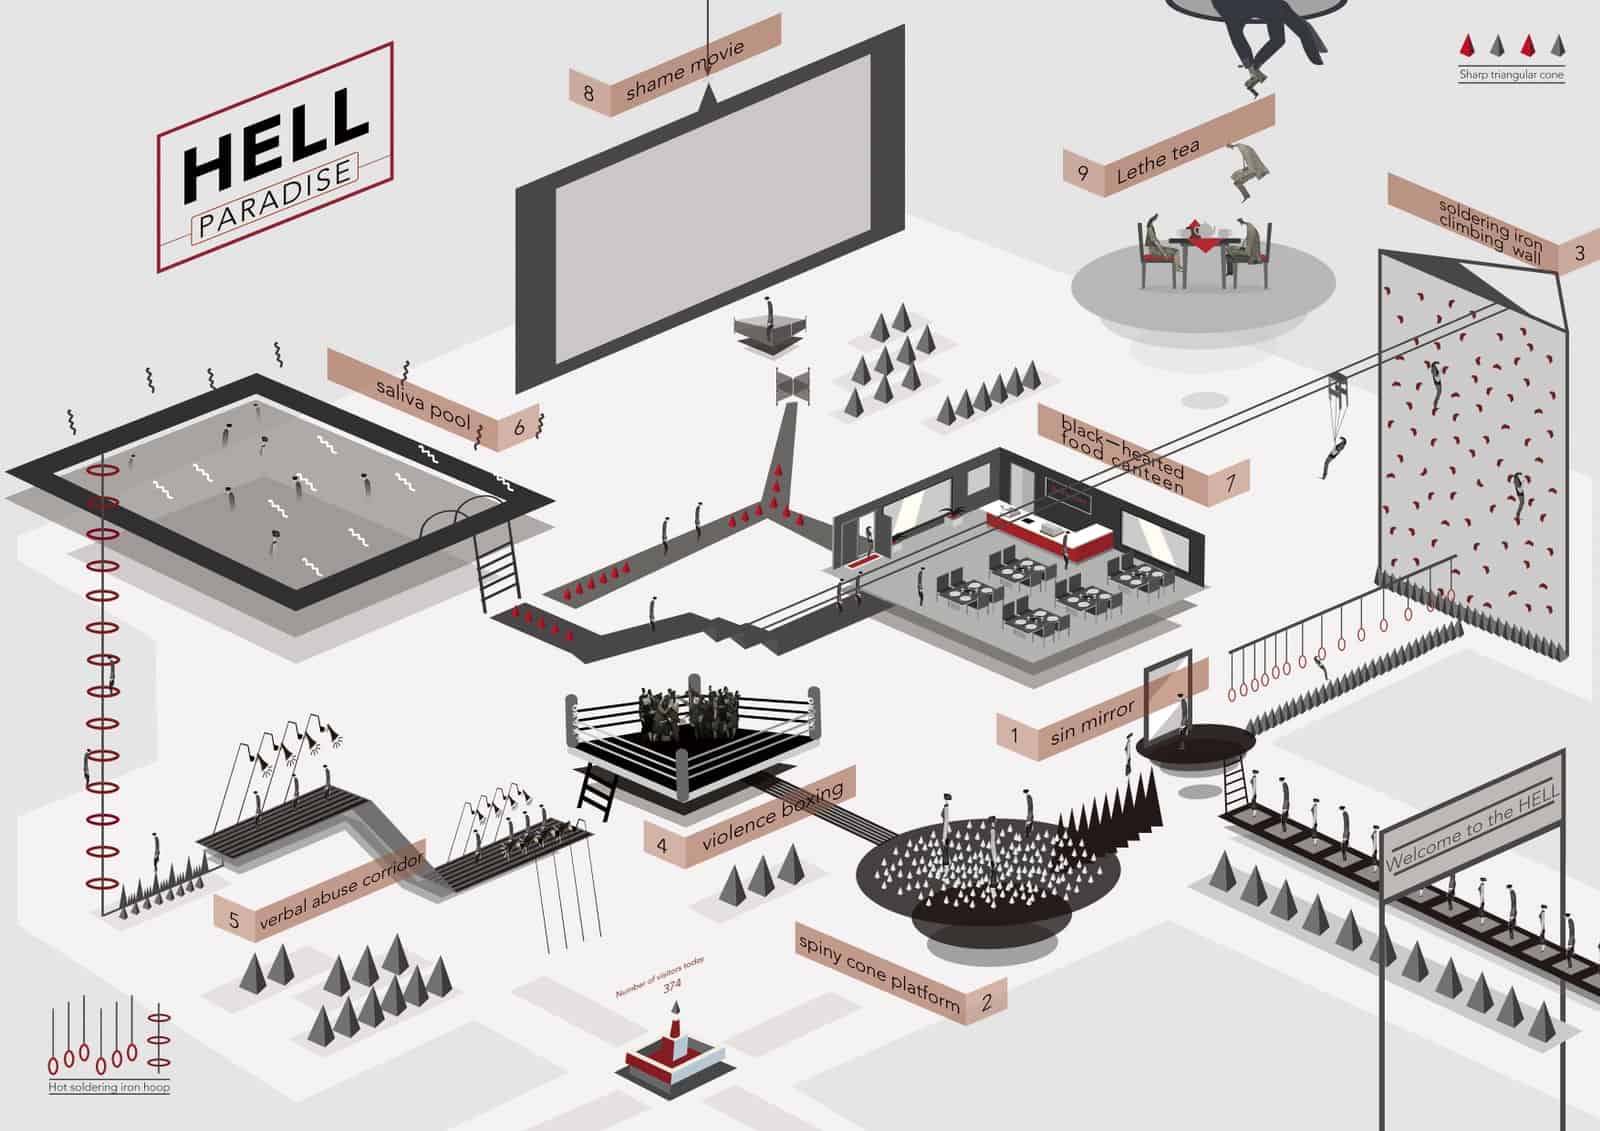 HELL
PARADISE
8
shame movie
Sharp triangular cone
9
Lethe tea
soldering iron
climbing wall
3
saliva pool
6
black-hearted
food canteen
7
1
sin mirror
Welcome to the HELL
4
violence boxing
5
verbal abuse corridor
spiny cone platform
2
Number of visitors today
374
Hot soldering iron hoop